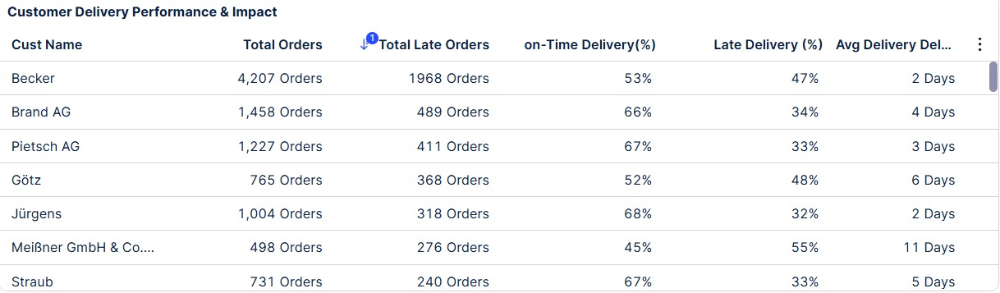 Customer Delivery Performance & Impact
Cust Name Total Orders 1 Total Late Orders on-Time Delivery(%) Late Delivery (%) Avg Delivery Del...
Becker 4,207 Orders 1968 Orders 53% 47% 2 Days
Brand AG 1,458 Orders 489 Orders 66% 34% 4 Days
Pietsch AG 1,227 Orders 411 Orders 67% 33% 3 Days
Götz 765 Orders 368 Orders 52% 48% 6 Days
Jürgens 1,004 Orders 318 Orders 68% 32% 2 Days
Meißner GmbH & Co.... 498 Orders 276 Orders 45% 55% 11 Days
Straub 731 Orders 240 Orders 67% 33% 5 Days